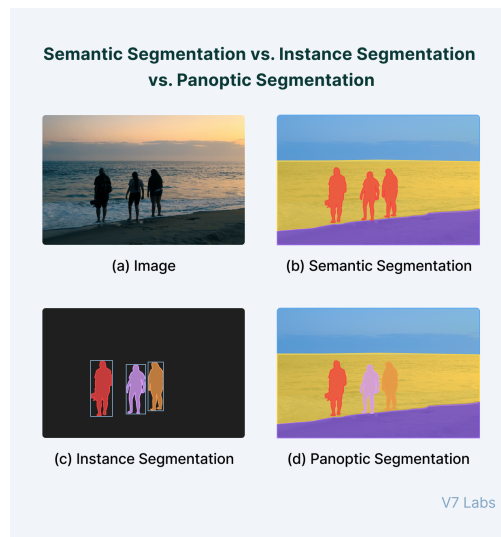 Semantic Segmentation vs. Instance Segmentation
vs. Panoptic Segmentation
(a) Image
(b) Semantic Segmentation
(c) Instance Segmentation
(d) Panoptic Segmentation
V7 Labs